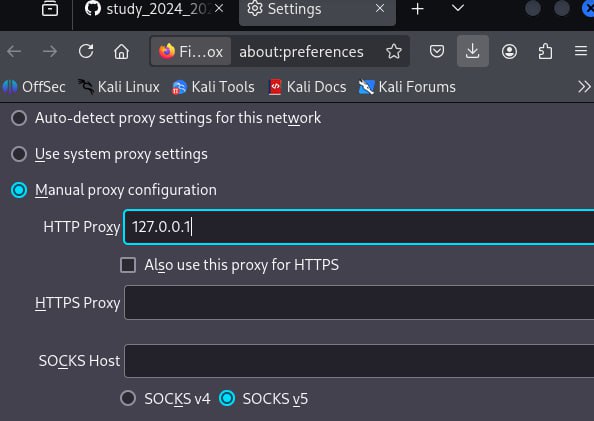 study_2024_20
Settings
Fi...ox about:preferences
OffSec Kali Linux Kali Tools Kali Docs Kali Forums
Auto-detect proxy settings for this network
Use system proxy settings
Manual proxy configuration
HTTP Proxy 127.0.0.1
Also use this proxy for HTTPS
HTTPS Proxy
SOCKS Host
SOCKS v4 SOCKS v5